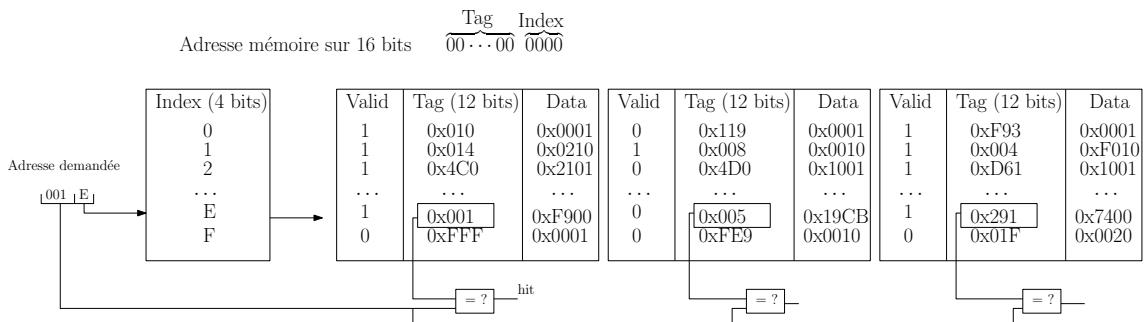 Tag Index
Adresse mémoire sur 16 bits 00···00 0000
Index (4 bits) Valid Tag (12 bits) Data Valid Tag (12 bits) Data Valid Tag (12 bits) Data
0 1 0x010 0x0001 0 0x119 0x0001 1 0xF93 0x0001
1 1 0x014 0x0210 1 0x008 0x0010 1 0x004 0xF010
Adresse demandée 2 1 0x4C0 0x2101 0 0x4D0 0x1001 1 0xD61 0x1001
... ... ... ... ... ... ... ... ... ...
001 E E 1 0x001 0xF900 0 0x005 0x19CB 1 0x291 0x7400
F 0 0xFFF 0x0001 0 0xFE9 0x0010 0 0x01F 0x0020
= ? hit = ? = ?